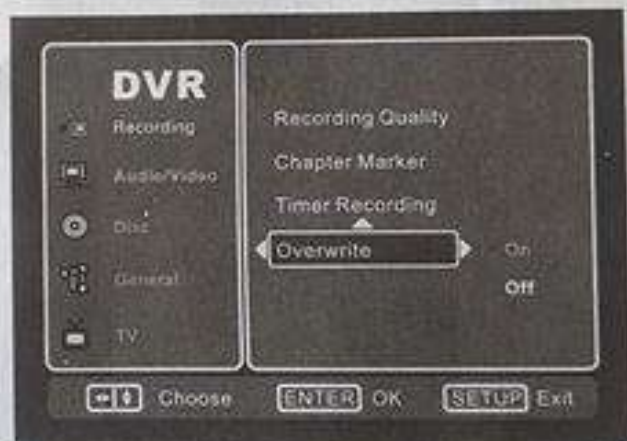 DVR
Recording
Audio/Video
Disc
General
TV
Recording Quality
Chapter Marker
Timer Recording
Overwrite
On
Off
Choose
ENTER OK
SETUP Exit